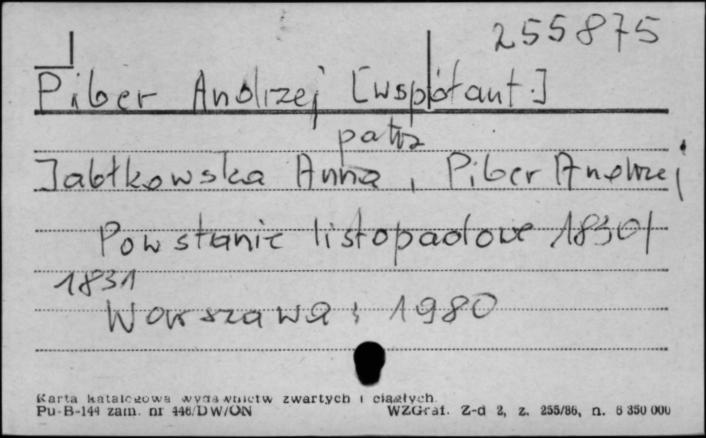 255875
Piber Andrzej [współaut.]
patrz
Jabłkowska Anna, Piber Andrzej
Powstanie listopadowe 1830/
1831
Warszawa; 1980
Karta katalogowa wydawnictw zwartych i ciągłych.
Pu-B-144 zam. nr 446/DW/ON WZGraf. Z-d 2, z. 255/86, n. 6 350 000